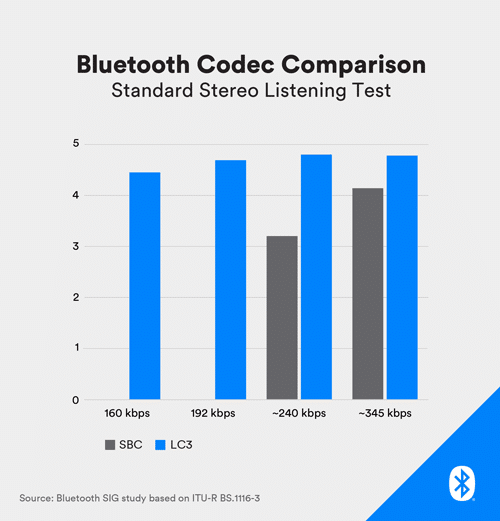 Bluetooth Codec Comparison
Standard Stereo Listening Test
5
4
3
2
1
0
160 kbps
192 kbps
~240 kbps
~345 kbps
SBC
LC3
Source: Bluetooth SIG study based on ITU-R BS.1116-3